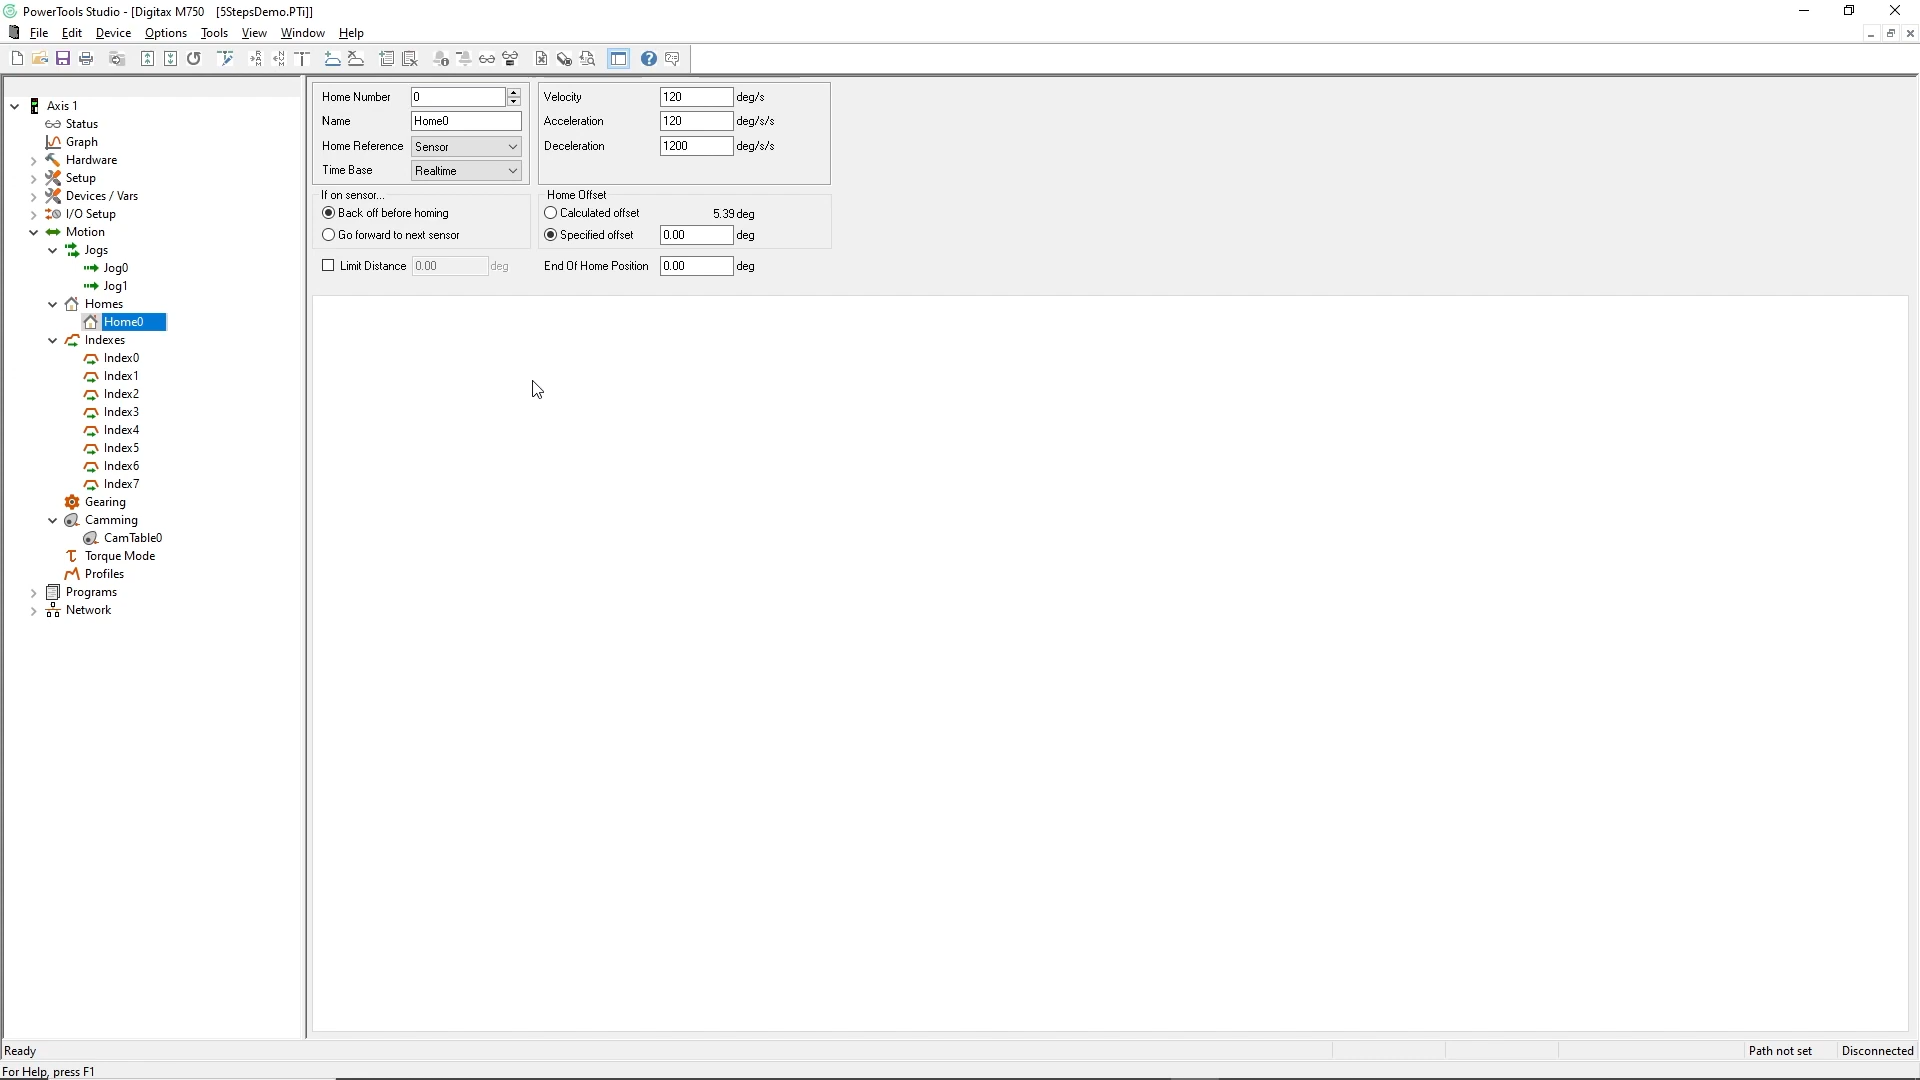 PowerTools Studio - [Digitax M750   [5StepsDemo.PTi]]
File Edit Device Options Tools View Window Help
Axis 1
Status
Graph
Hardware
Setup
Devices / Vars
I/O Setup
Motion
Jogs
Jog0
Jog1
Homes
Home0
Indexes
Index0
Index1
Index2
Index3
Index4
Index5
Index6
Index7
Gearing
Camming
CamTable0
Torque Mode
Profiles
Programs
Network
Home Number 0
Name Home0
Home Reference Sensor
Time Base Realtime
Velocity 120 deg/s
Acceleration 120 deg/s/s
Deceleration 1200 deg/s/s
If on sensor...
Back off before homing
Go forward to next sensor
Home Offset
Calculated offset 5.39 deg
Specified offset 0.00 deg
Limit Distance 0.00 deg
End Of Home Position 0.00 deg
Ready Path not set Disconnected
For Help, press F1